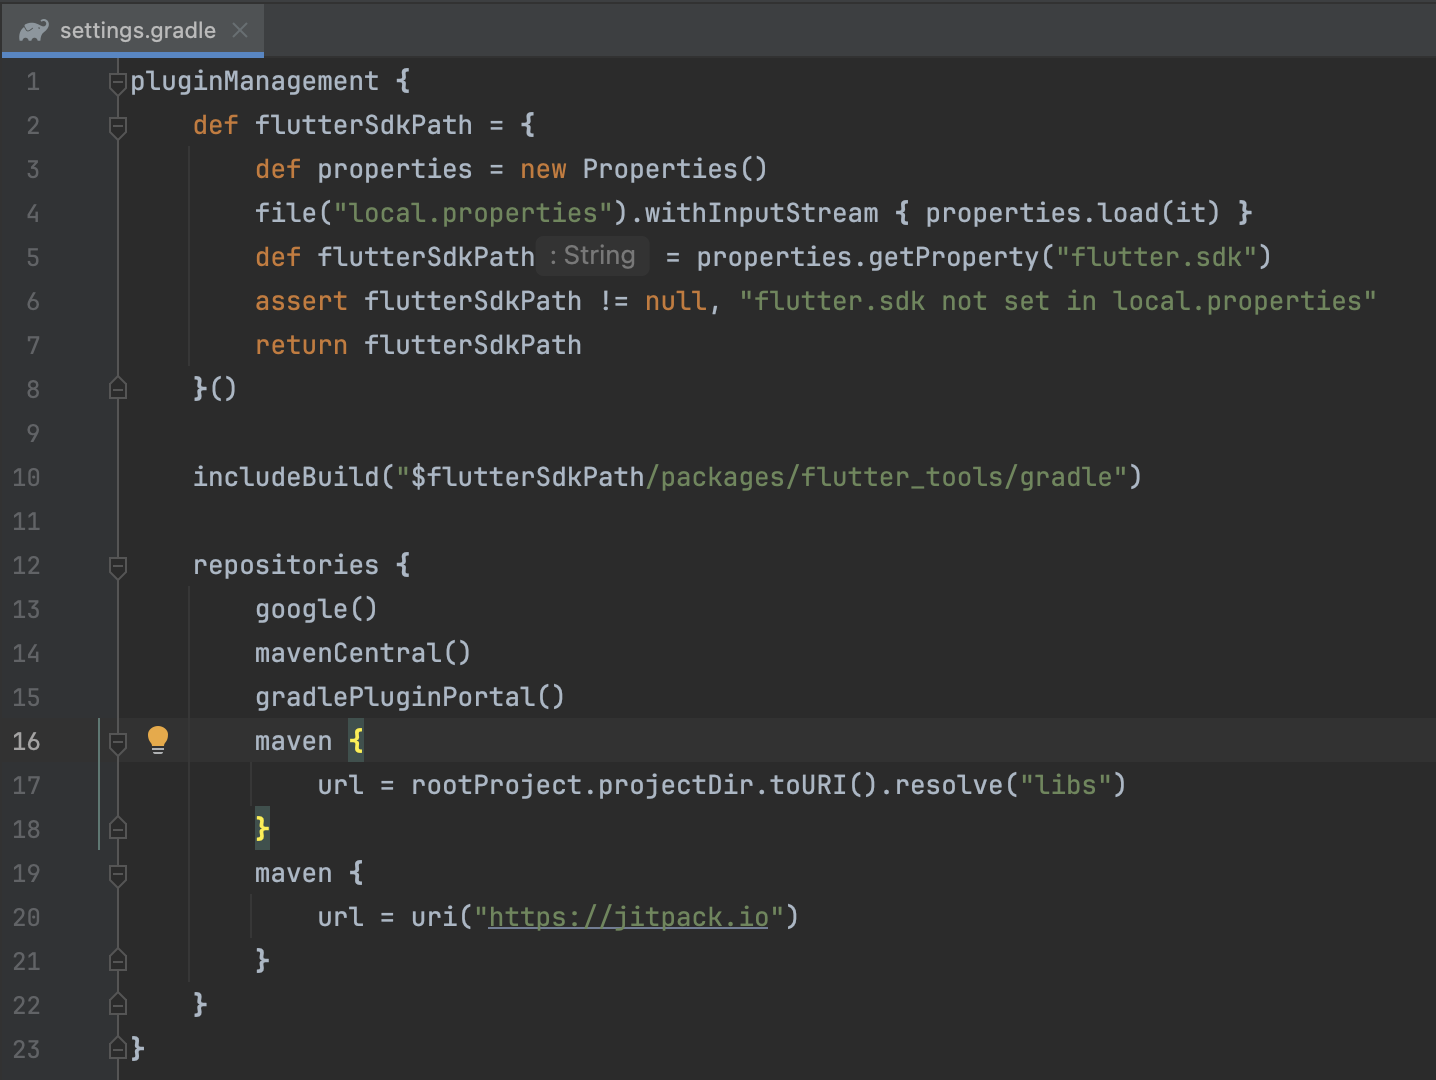 settings.gradle
1 pluginManagement {
2 def flutterSdkPath = {
3 def properties = new Properties()
4 file("local.properties").withInputStream { properties.load(it) }
5 def flutterSdkPath : String = properties.getProperty("flutter.sdk")
6 assert flutterSdkPath != null, "flutter.sdk not set in local.properties"
7 return flutterSdkPath
8 }()
9
10 includeBuild("$flutterSdkPath/packages/flutter_tools/gradle")
11
12 repositories {
13 google()
14 mavenCentral()
15 gradlePluginPortal()
16 maven {
17 url = rootProject.projectDir.toURI().resolve("libs")
18 }
19 maven {
20 url = uri("https://jitpack.io")
21 }
22 }
23 }